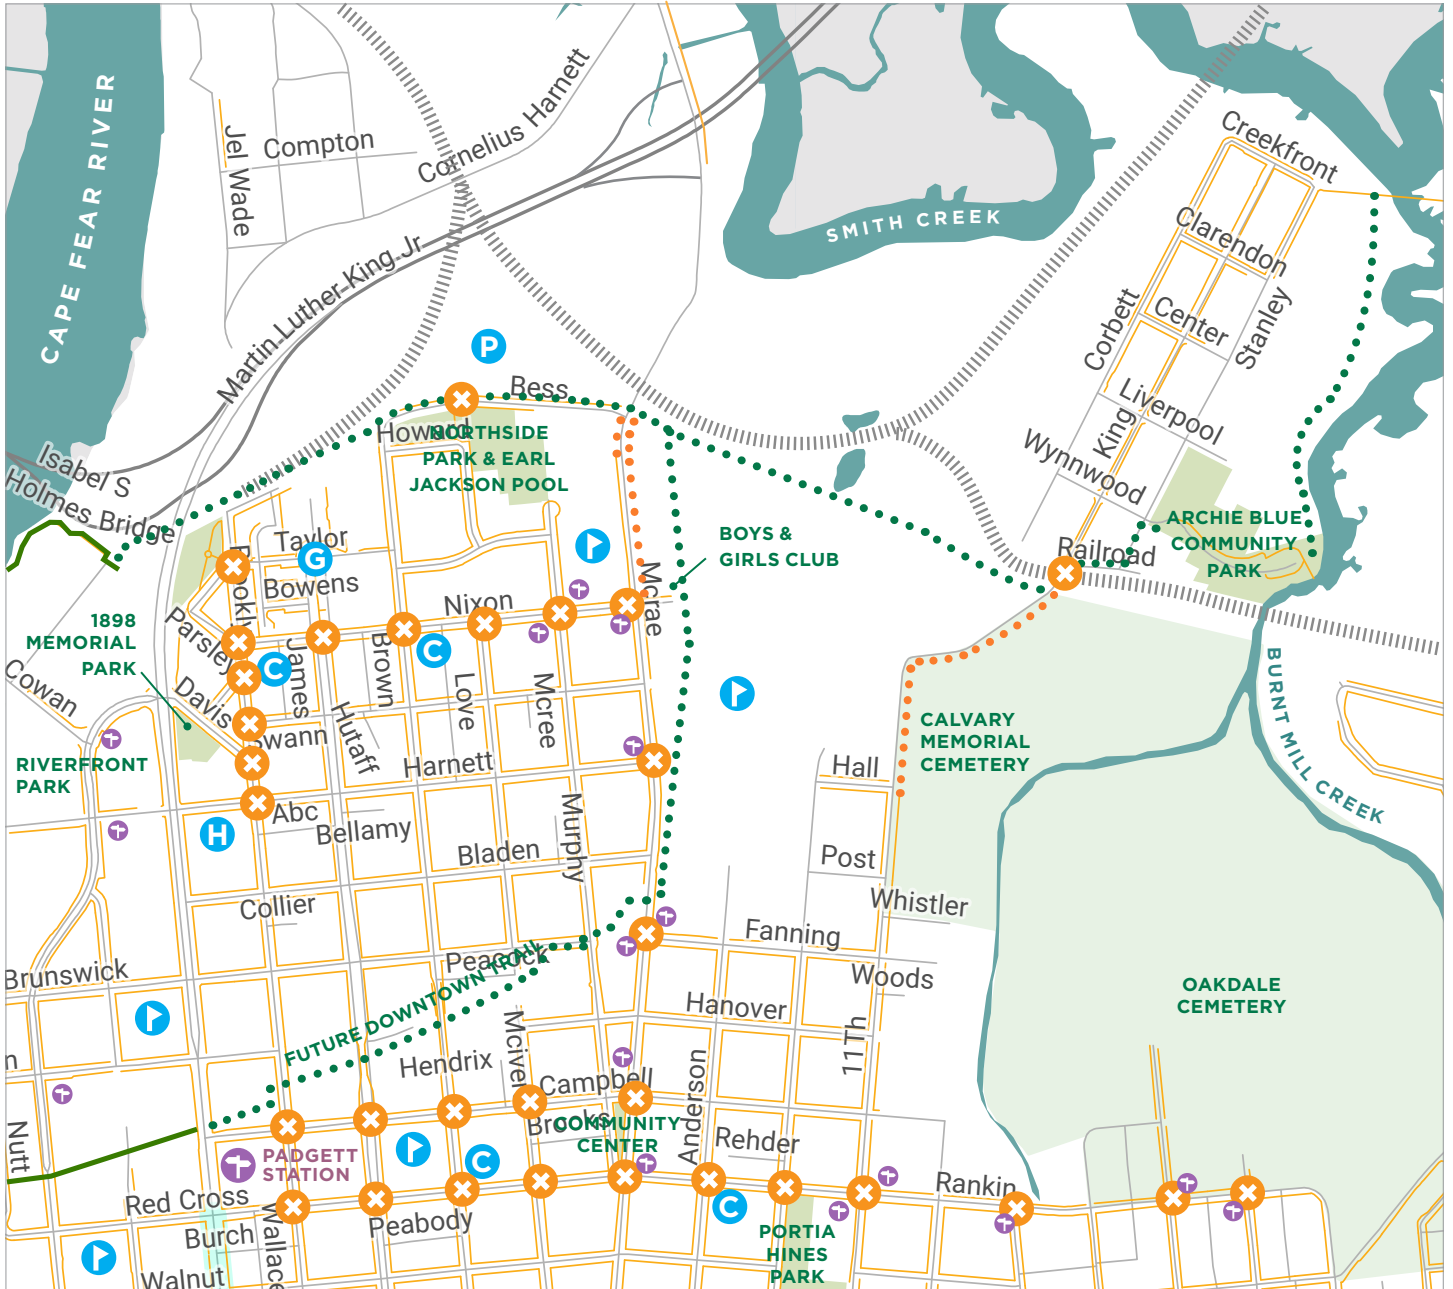 CAPE FEAR RIVER
Jel Wade
Compton
Cornelius Harnett
Martin Luther King Jr
SMITH CREEK
Creekfront
Clarendon
Center
Corbett
Stanley
Liverpool
King
Wynnwood
Railroad
ARCHIE BLUE
COMMUNITY
PARK
P
Bess
Howard
NORTHSIDE
PARK & EARL
JACKSON POOL
Isabel S
Holmes Bridge
Taylor
G
Bowens
Nixon
Mcrae
BOYS &
GIRLS CLUB
1898
MEMORIAL
PARK
Parsley
C
James
Brown
C
Love
Mcree
Davis
Swann
Hutaff
Cowan
RIVERFRONT
PARK
Harnett
Abc
H
Bellamy
Murphy
Bladen
Collier
Hall
CALVARY
MEMORIAL
CEMETERY
BURNT MILL CREEK
Post
Whistler
Fanning
Woods
Peacock
FUTURE DOWNTOWN TRAIL
Brunswick
Hanover
OAKDALE
CEMETERY
11Th
Mciver
Hendrix
Campbell
Brooks
COMMUNITY
CENTER
Anderson
Rehder
n
Nutt
PADGETT
STATION
C
C
Rankin
Red Cross
Peabody
Burch
Wallace
Walnut
PORTIA
HINES
PARK